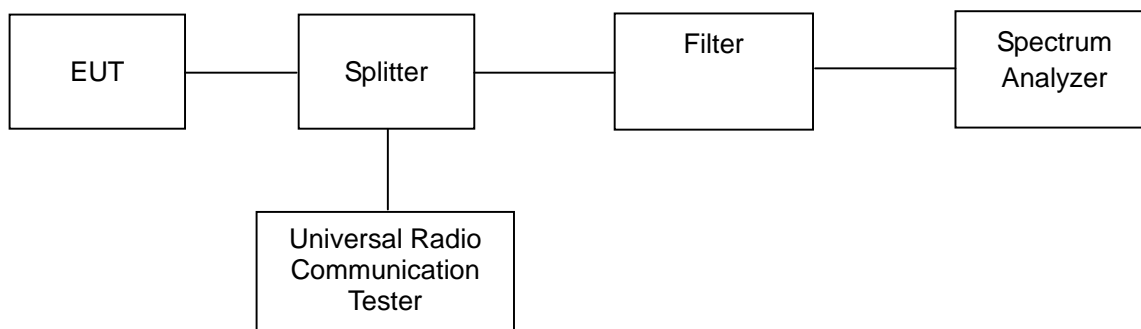 EUT
Splitter
Filter
Spectrum
Analyzer
Universal Radio
Communication
Tester